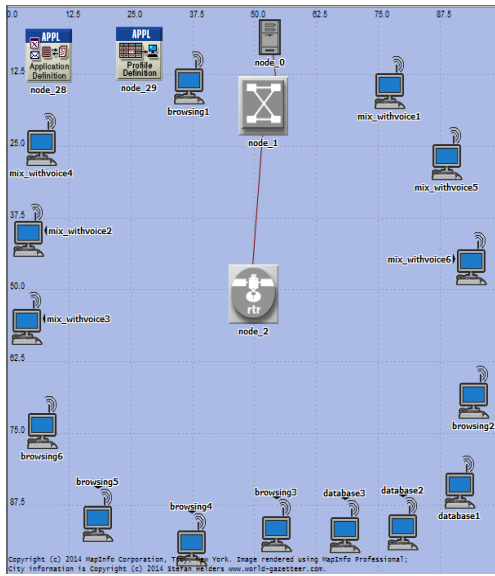 0.0 12.5 25.0 37.5 50.0 62.5 75.0 87.5
APPL
Application
Definition
node_28
APPL
Profile
Definition
node_29
node_0
12.5
browsing1
mix_withvoice1
node_1
25.0
mix_withvoice4
mix_withvoice5
37.5
mix_withvoice2
mix_withvoice6
50.0
rtr
mix_withvoice3
node_2
62.5
browsing2
75.0
browsing6
browsing5
browsing4
browsing3
database3
database2
database1
87.5
Copyright (c) 2014 MapInfo Corporation, York. Image rendered using MapInfo Professional;
City information is Copyright (c) 2014 Stefan Helders www.world-gazetteer.com.